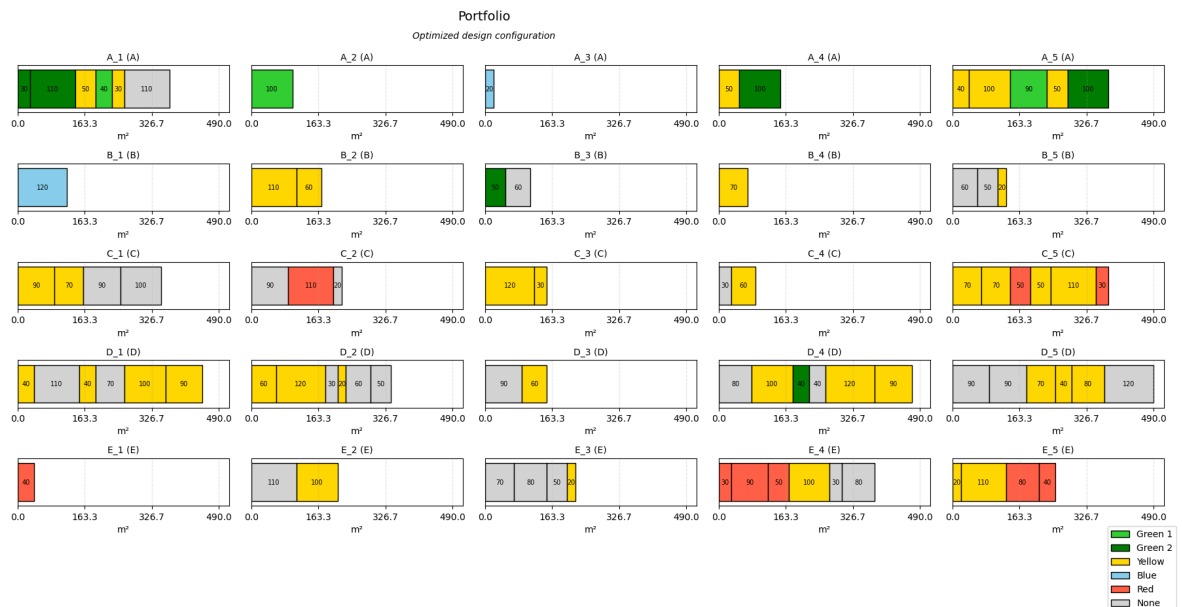 Portfolio
Optimized design configuration
A_1 (A) A_2 (A) A_3 (A) A_4 (A) A_5 (A)
30 110 50 40 30 110 100 20 50 100 40 100 90 50 100
0.0 163.3 326.7 490.0 0.0 163.3 326.7 490.0 0.0 163.3 326.7 490.0 0.0 163.3 326.7 490.0 0.0 163.3 326.7 490.0
m² m² m² m² m²
B_1 (B) B_2 (B) B_3 (B) B_4 (B) B_5 (B)
120 110 60 50 60 70 60 50 20
0.0 163.3 326.7 490.0 0.0 163.3 326.7 490.0 0.0 163.3 326.7 490.0 0.0 163.3 326.7 490.0 0.0 163.3 326.7 490.0
m² m² m² m² m²
C_1 (C) C_2 (C) C_3 (C) C_4 (C) C_5 (C)
90 70 90 100 90 110 20 120 30 30 60 70 70 50 50 110 30
0.0 163.3 326.7 490.0 0.0 163.3 326.7 490.0 0.0 163.3 326.7 490.0 0.0 163.3 326.7 490.0 0.0 163.3 326.7 490.0
m² m² m² m² m²
D_1 (D) D_2 (D) D_3 (D) D_4 (D) D_5 (D)
40 110 40 70 100 90 60 120 30 20 60 50 90 60 80 100 40 40 120 90 90 90 70 40 80 120
0.0 163.3 326.7 490.0 0.0 163.3 326.7 490.0 0.0 163.3 326.7 490.0 0.0 163.3 326.7 490.0 0.0 163.3 326.7 490.0
m² m² m² m² m²
E_1 (E) E_2 (E) E_3 (E) E_4 (E) E_5 (E)
40 110 100 70 80 50 20 30 90 50 100 30 80 20 110 80 40
0.0 163.3 326.7 490.0 0.0 163.3 326.7 490.0 0.0 163.3 326.7 490.0 0.0 163.3 326.7 490.0 0.0 163.3 326.7 490.0
m² m² m² m² m²
Green 1
Green 2
Yellow
Blue
Red
None